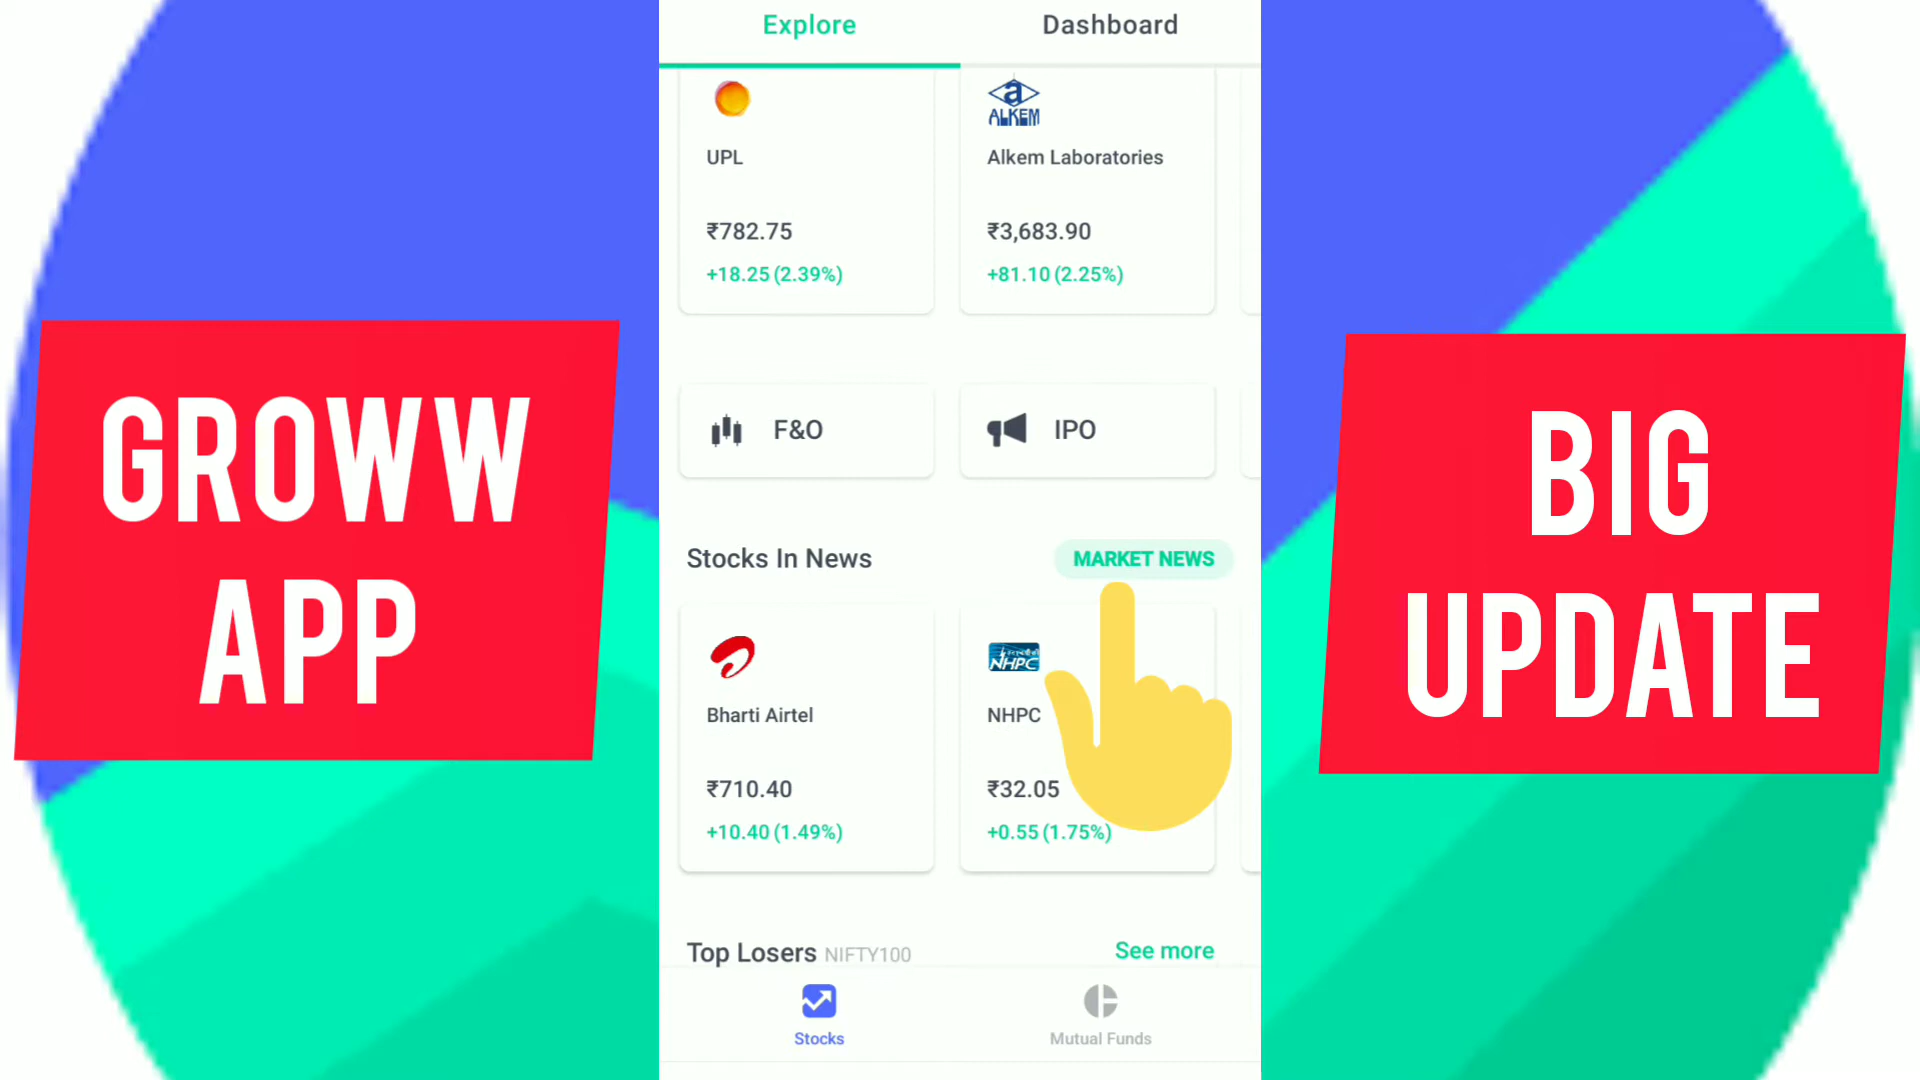 GROWW
APP
Explore
Dashboard
a
ALKEM
UPL
Alkem Laboratories
₹782.75
₹3,683.90
+18.25 (2.39%)
+81.10 (2.25%)
F&O
IPO
Stocks In News
MARKET NEWS
NHPC
Bharti Airtel
NHPC
₹710.40
₹32.05
+10.40 (1.49%)
+0.55 (1.75%)
Top Losers NIFTY100
See more
Stocks
Mutual Funds
BIG
UPDATE